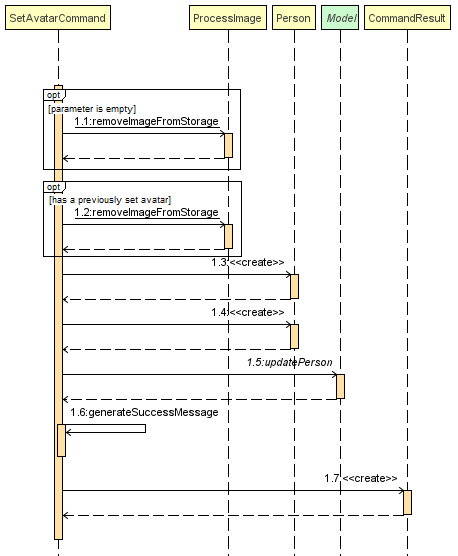 SetAvatarCommand ProcessImage Person Model CommandResult
opt
[parameter is empty]
1.1:removeImageFromStorage
opt
[has a previously set avatar]
1.2:removeImageFromStorage
1.3:<<create>>
1.4:<<create>>
1.5:updatePerson
1.6:generateSuccessMessage
1.7:<<create>>